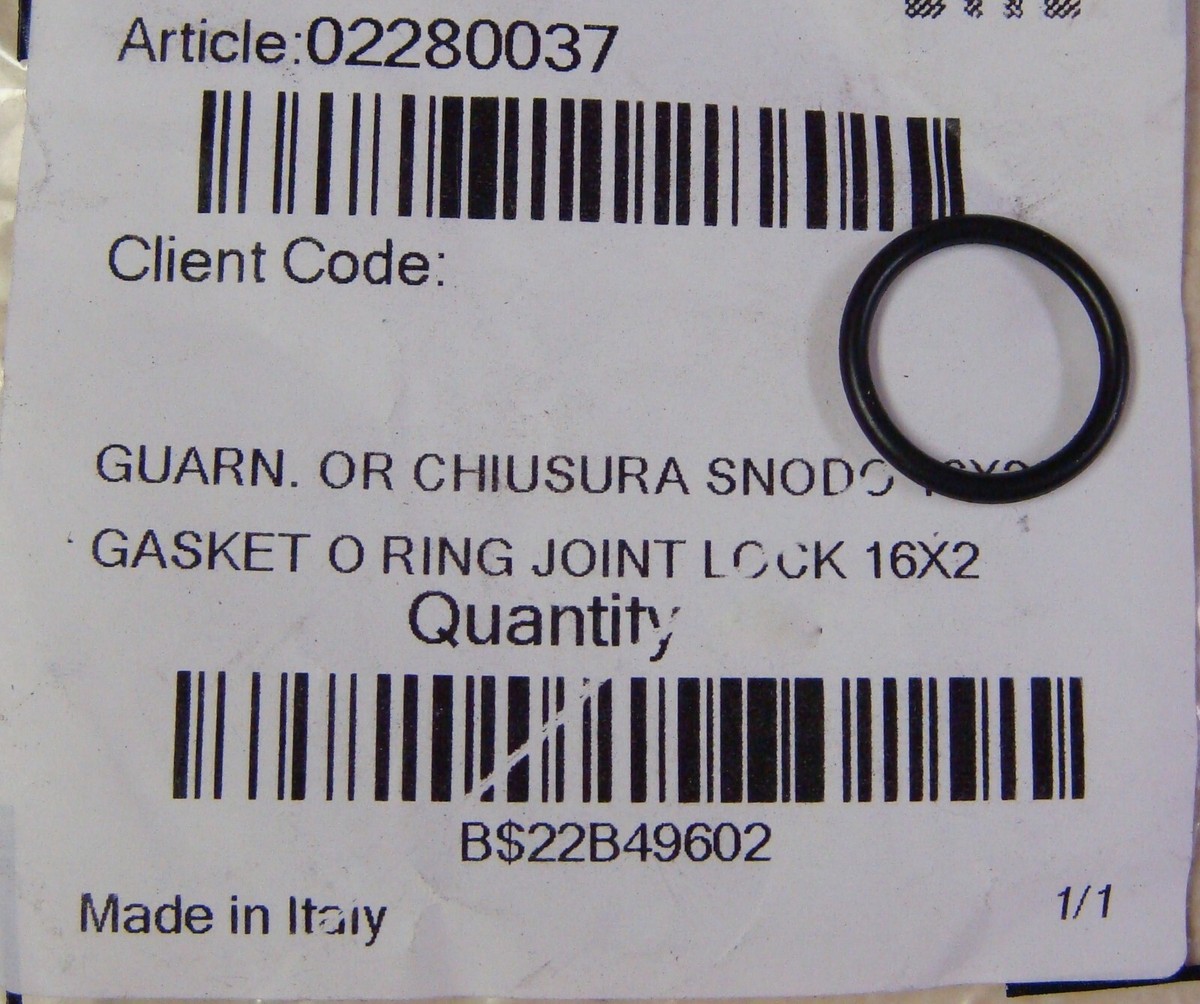 Article:02280037
Client Code:
GUARN. OR CHIUSURA SNODO
GASKET O RING JOINT LOCK 16X2
Quantity
B$22B49602
Made in Italy
1/1